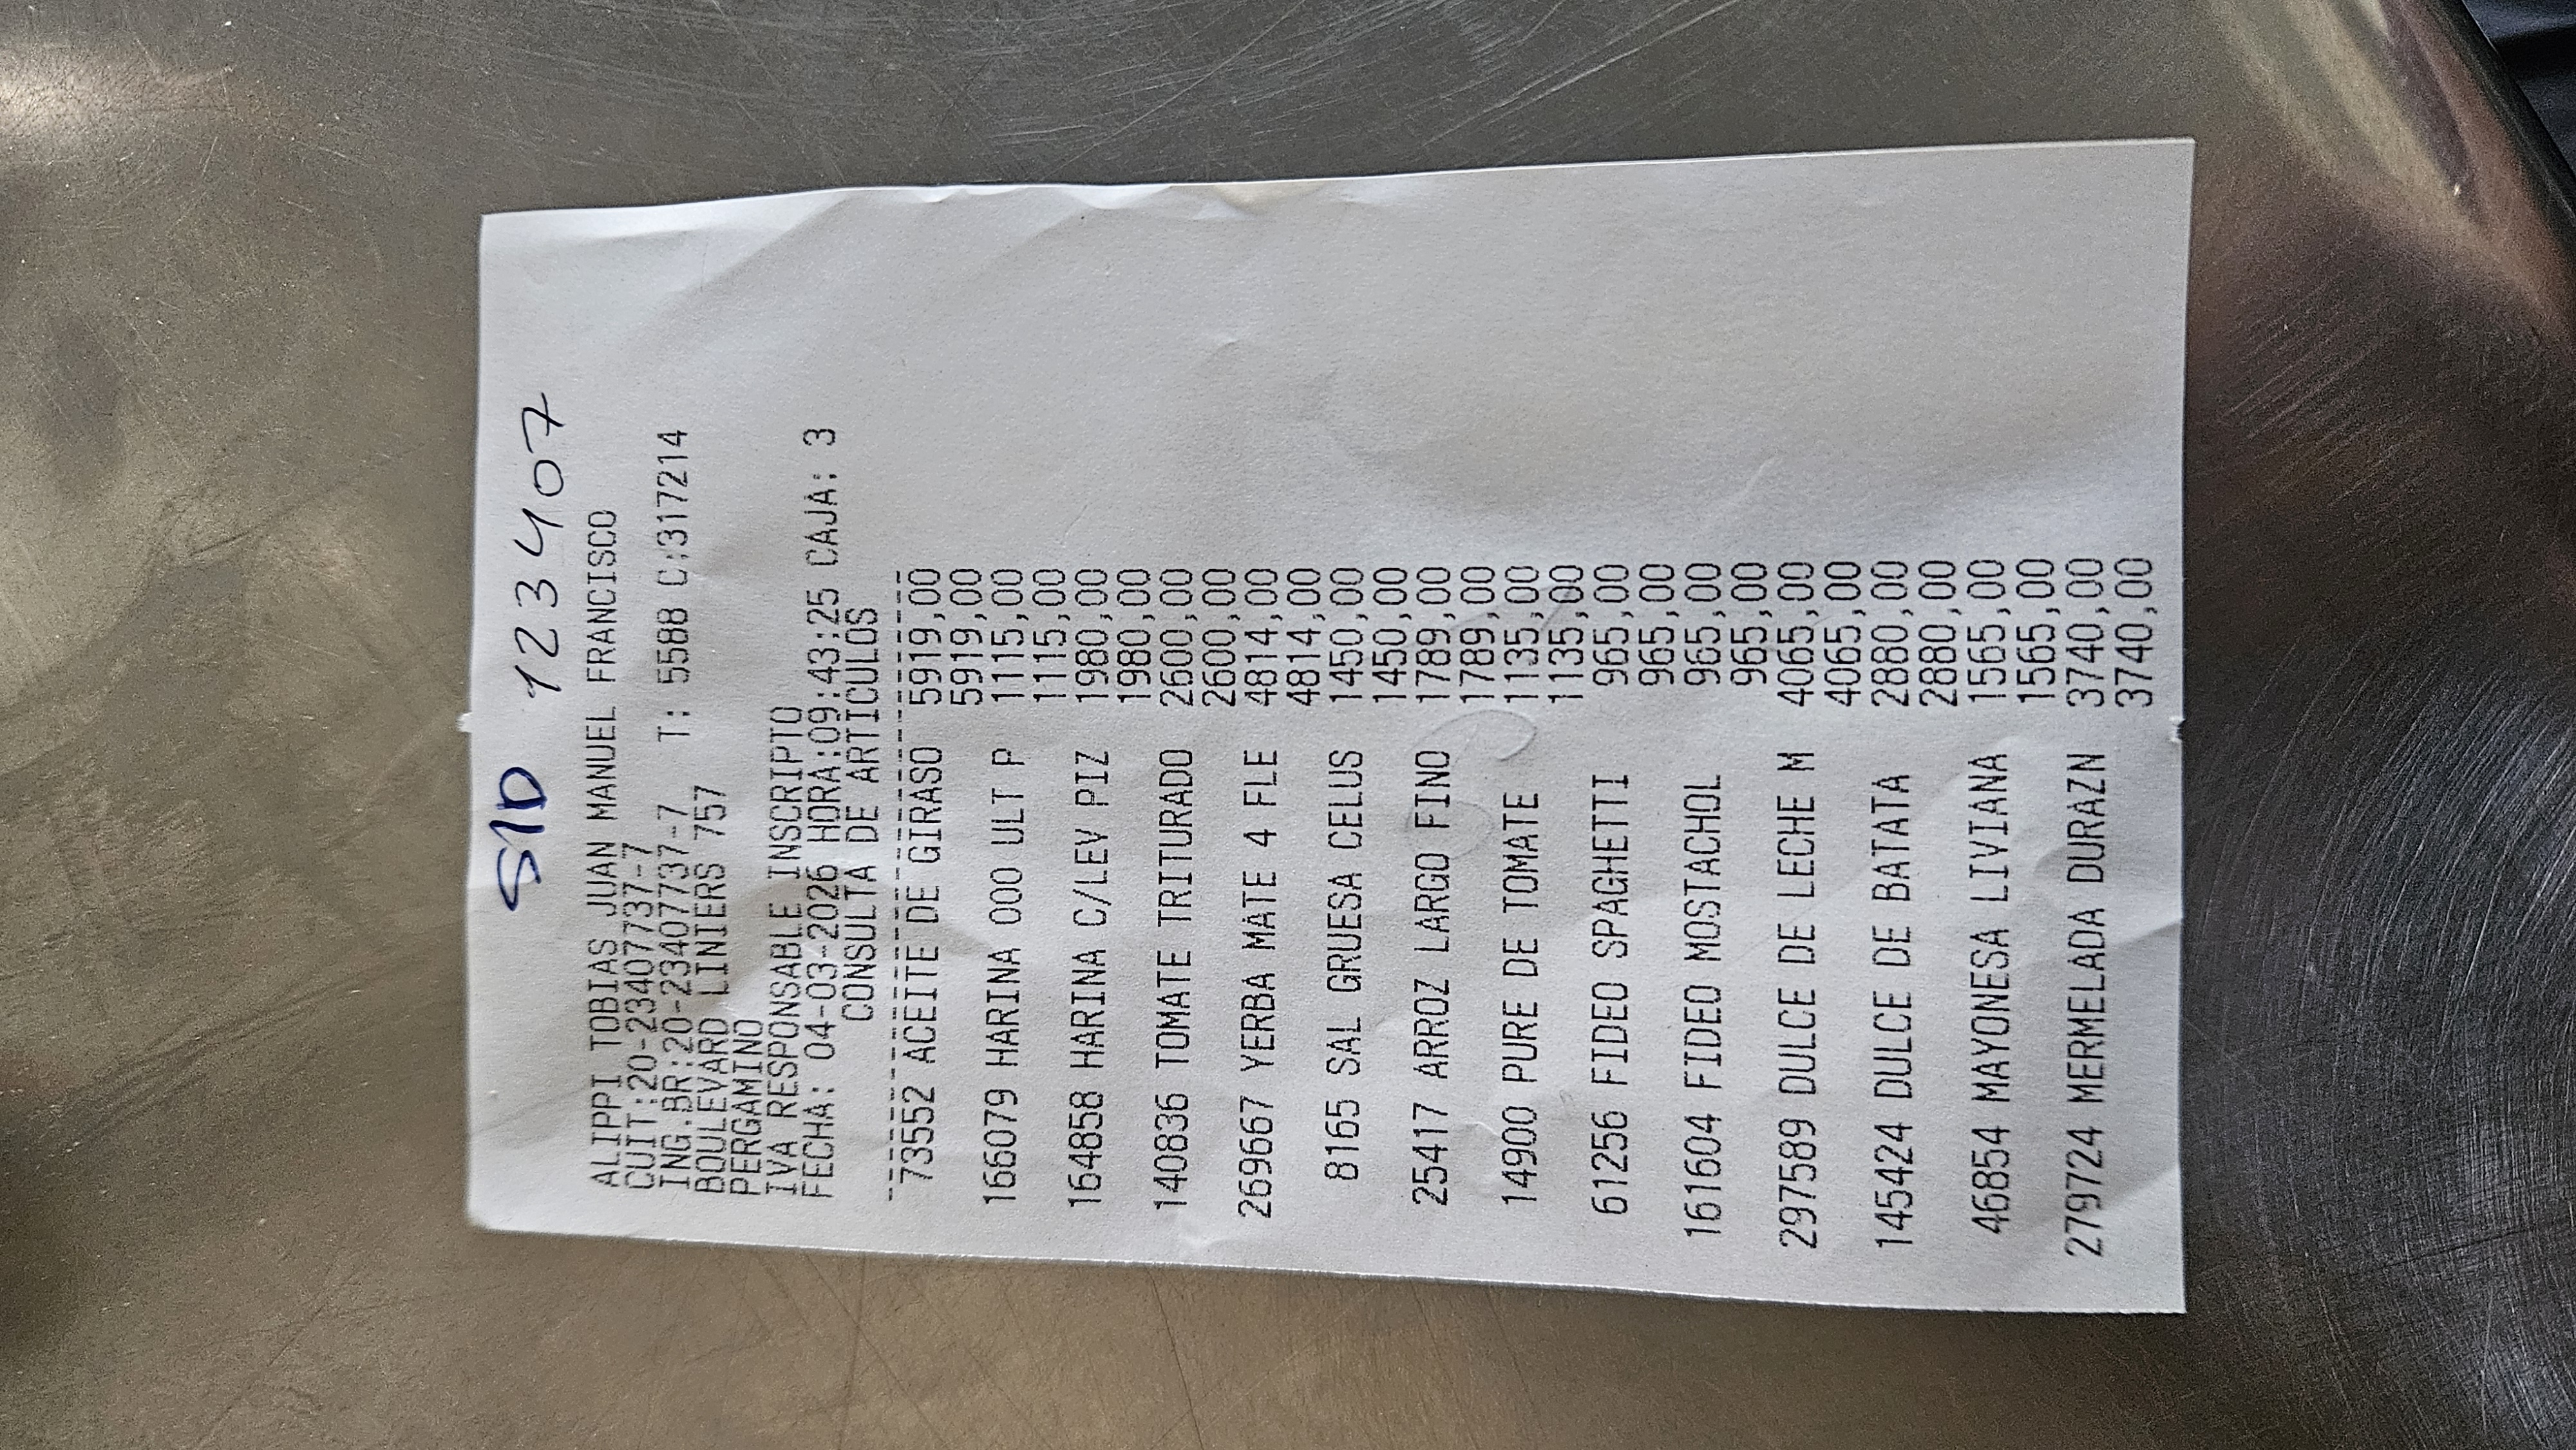 SID 123407
ALIPPI TOBIAS JUAN MANUEL FRANCISCO
CUIT:20-23407737-7
ING.BR:20-23407737-7 T: 5588 C:317214
BOULEVARD LINIERS 757
PERGAMINO
IVA RESPONSABLE INSCRIPTO
FECHA: 04-03-2026 HORA:09:43:25 CAJA: 3
CONSULTA DE ARTICULOS
73552 ACEITE DE GIRASO 5919,00
5919,00
166079 HARINA 000 ULT P 1115,00
1115,00
164858 HARINA C/LEV PIZ 1980,00
1980,00
140836 TOMATE TRITURADO 2600,00
2600,00
269667 YERBA MATE 4 FLE 4814,00
4814,00
8165 SAL GRUESA CELUS 1450,00
1450,00
25417 ARROZ LARGO FINO 1789,00
1789,00
14900 PURE DE TOMATE 1135,00
1135,00
61256 FIDEO SPAGHETTI 965,00
965,00
161604 FIDEO MOSTACHOL 965,00
965,00
297589 DULCE DE LECHE M 4065,00
4065,00
145424 DULCE DE BATATA 2880,00
2880,00
46854 MAYONESA LIVIANA 1565,00
1565,00
279724 MERMELADA DURAZN 3740,00
3740,00